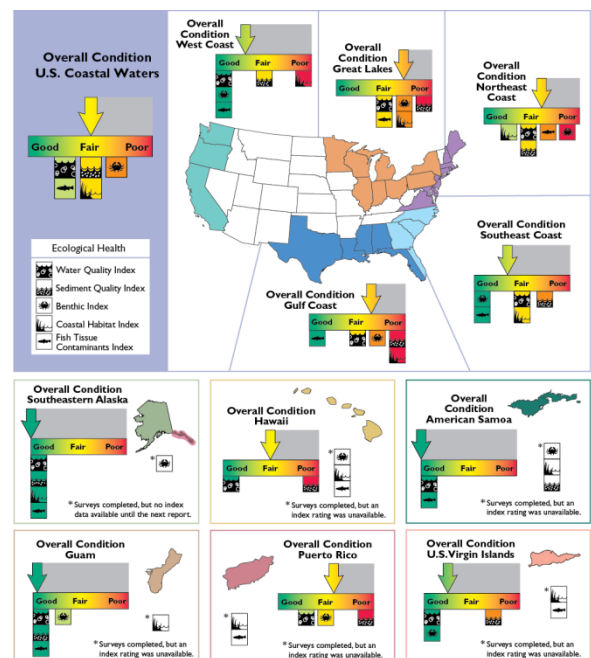 Overall Condition
U.S. Coastal Waters
Good Fair Poor
Ecological Health
Water Quality Index
Sediment Quality Index
Benthic Index
Coastal Habitat Index
Fish Tissue
Contaminants Index
Overall
Condition
West Coast
Good Fair Poor
Overall
Condition
Great Lakes
Good Fair Poor
Overall
Condition
Northeast
Coast
Good Fair Poor
Overall Condition
Southeast Coast
Good Fair Poor
Overall Condition
Gulf Coast
Good Fair Poor
Overall Condition
Southeastern Alaska
Good Fair Poor
*
* Surveys completed, but no index
data available until the next report.
Overall Condition
Hawaii
Good Fair Poor
*
* Surveys completed, but an
index rating was unavailable.
Overall
Condition
American Samoa
Good Fair Poor
*
* Surveys completed, but an
index rating was unavailable.
Overall Condition
Guam
Good Fair Poor
*
* Surveys completed, but an
index rating was unavailable.
Overall Condition
Puerto Rico
Good Fair Poor
*
* Surveys completed, but an
index rating was unavailable.
Overall Condition
U.S. Virgin Islands
Good Fair Poor
*
* Surveys completed, but an
index rating was unavailable.